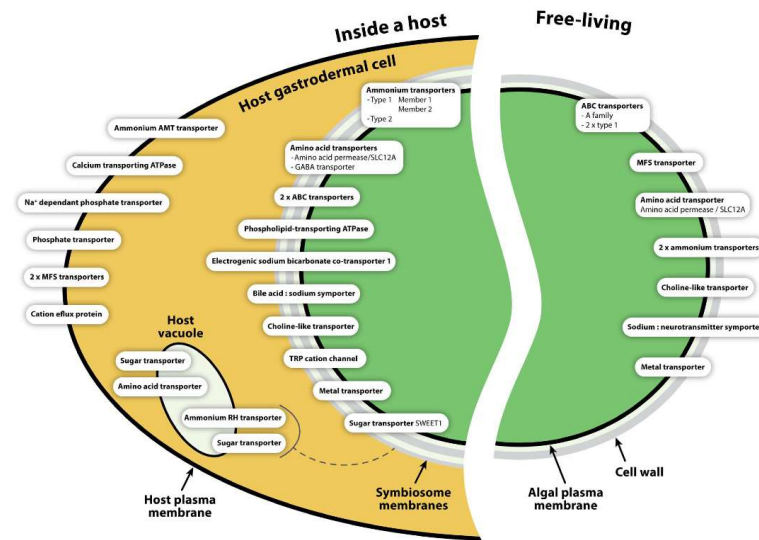 Inside a host
Free-living
Host gastrodermal cell
Ammonium transporters
- Type 1 Member 1
Member 2
- Type 2
Ammonium AMT transporter
Calcium transporting ATPase
Na⁺ dependant phosphate transporter
Phosphate transporter
2 x MFS transporters
Cation eflux protein
Amino acid transporters
- Amino acid permease/SLC12A
- GABA transporter
2 x ABC transporters
Phospholipid-transporting ATPase
Electrogenic sodium bicarbonate co-transporter 1
Bile acid : sodium symporter
Choline-like transporter
TRP cation channel
Metal transporter
Sugar transporter SWEET1
Host
vacuole
Sugar transporter
Amino acid transporter
Ammonium RH transporter
Sugar transporter
Host plasma
membrane
Symbiosome
membranes
ABC transporters
- A family
- 2 x type 1
MFS transporter
Amino acid transporter
Amino acid permease / SLC12A
2 x ammonium transporters
Choline-like transporter
Sodium : neurotransmitter symporte
Metal transporter
Cell wall
Algal plasma
membrane